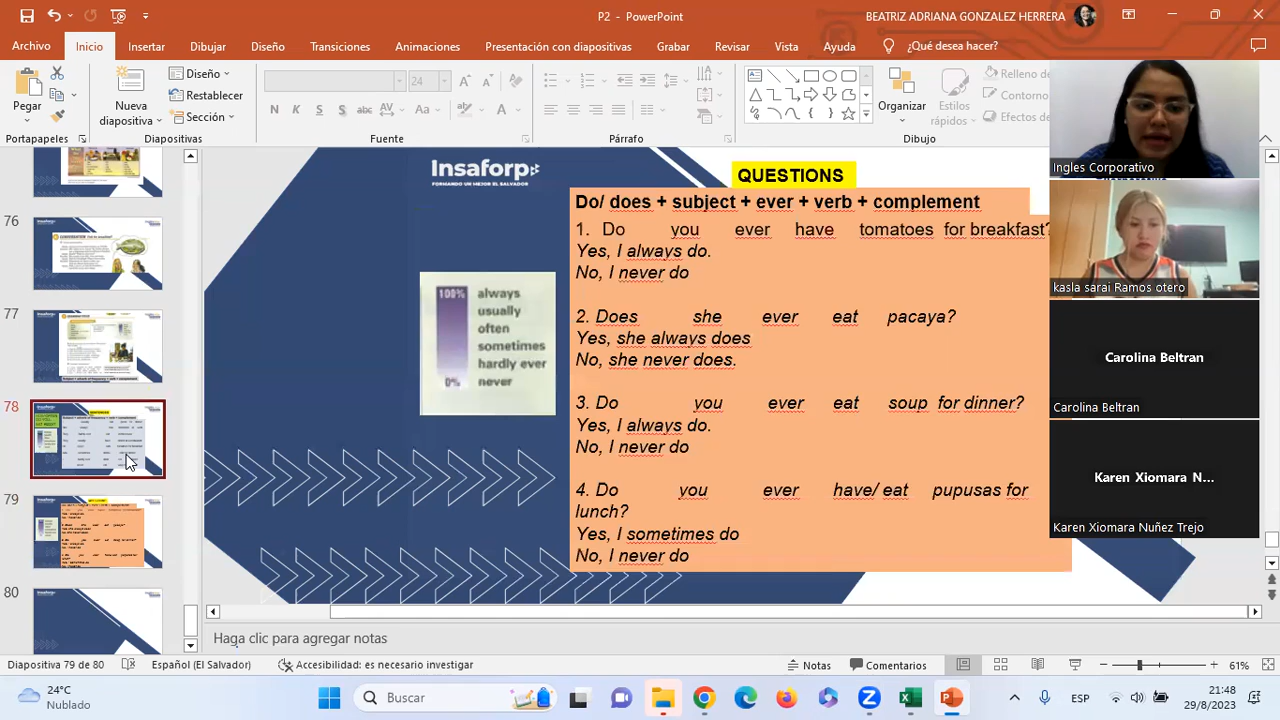 P2 - PowerPoint
BEATRIZ ADRIANA GONZALEZ HERRERA
Archivo Inicio Insertar Dibujar Diseño Transiciones Animaciones Presentación con diapositivas Grabar Revisar Vista Ayuda ¿Qué desea hacer?
Pegar
Nueva diapositiva
Diseño
Restablecer
Sección
24
N K S S abc AV Aa
Organizar
Estilos rápidos
Relleno de
Contorno
Efectos de
Portapapeles Diapositivas Fuente Párrafo Dibujo
76
77
78
79
80
Insaforp
FORMANDO UN MEJOR EL SALVADOR
QUESTIONS
Do/ does + subject + ever + verb + complement
1. Do you ever have tomatoes for breakfast?
Yes, I always do.
No, I never do
2. Does she ever eat pacaya?
Yes, she always does
No, she never does.
3. Do you ever eat soup for dinner?
Yes, I always do.
No, I never do
4. Do you ever have/ eat pupusas for
lunch?
Yes, I sometimes do
No, I never do
100% always
usually
often
sometimes
hardly ever
0% never
Ingles Corporativo
kasla sarai Ramos otero
Carolina Beltran
Carolina Beltran
Karen Xiomara N...
Karen Xiomara Nuñez Trejo
Haga clic para agregar notas
Diapositiva 79 de 80 Español (El Salvador) Accesibilidad: es necesario investigar Notas Comentarios 61%
24°C
Nublado
Buscar
ESP
21:48
29/8/2023